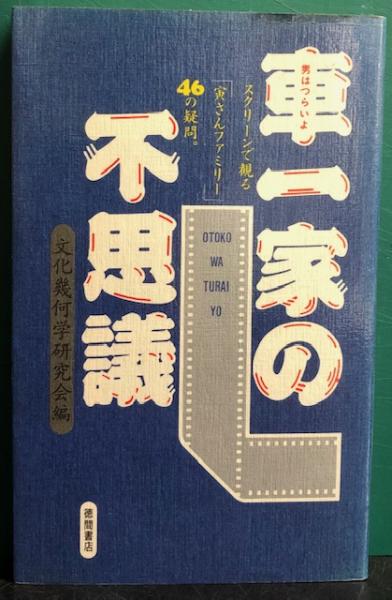 男はつらいよ
車一家の
不思議
スクリーンで観る
「寅さんファミリー」
46の疑問。
OTOKO
WA
TURAI
YO
文化幾何学研究会編
徳間書店